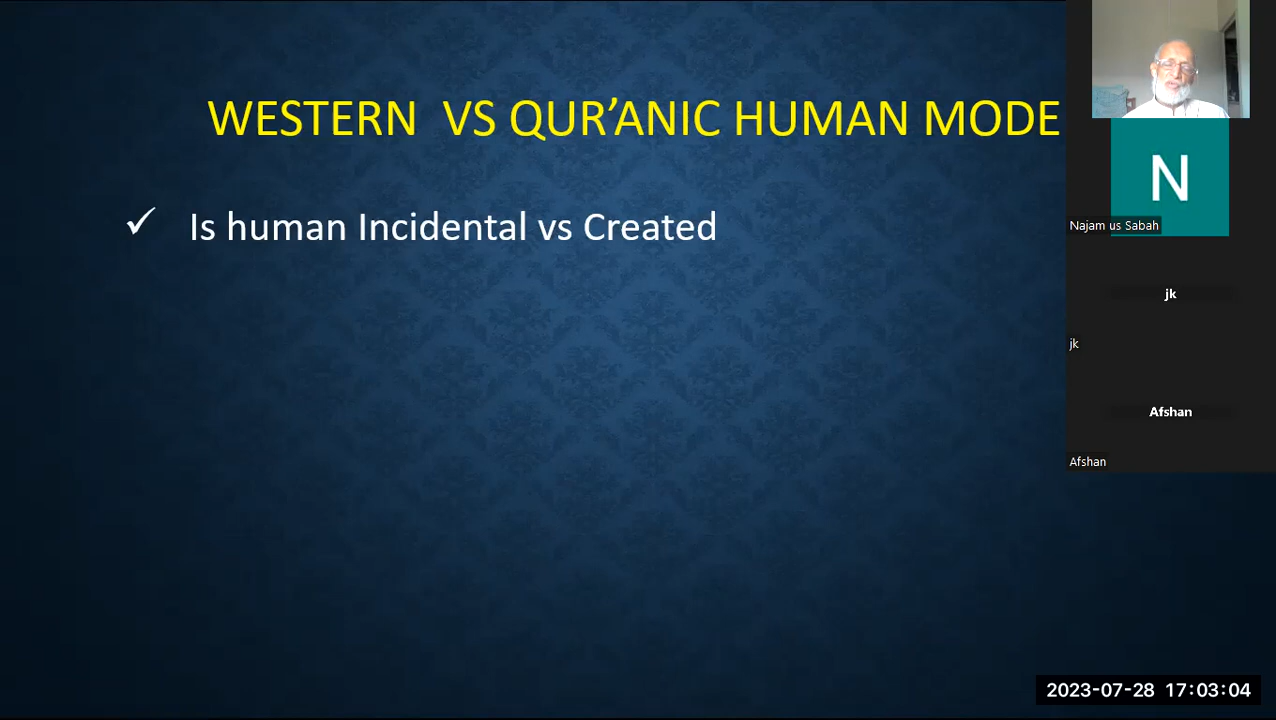 WESTERN VS QUR’ANIC HUMAN MODE
✓ Is human Incidental vs Created
N
Najam us Sabah
jk
jk
Afshan
Afshan
2023-07-28 17:03:04